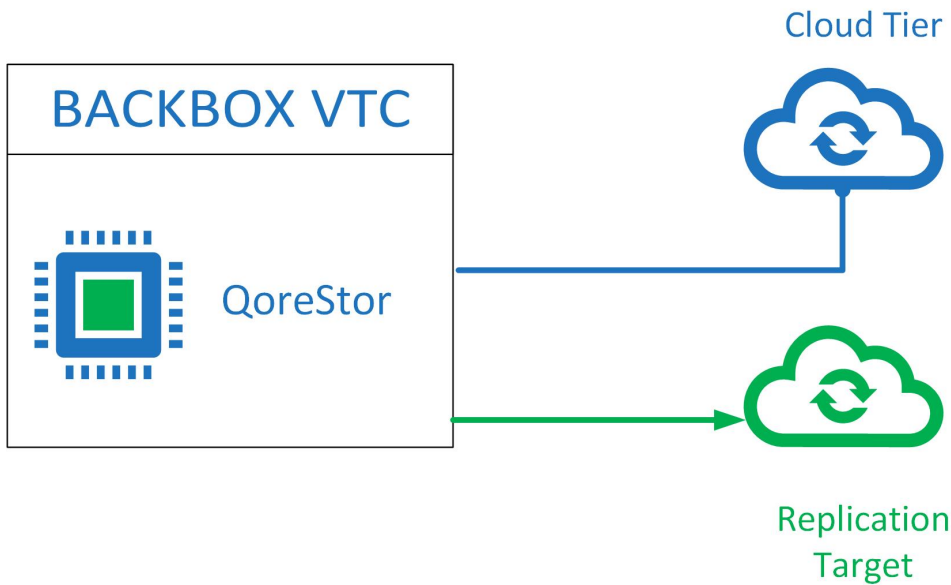 Cloud Tier
BACKBOX VTC
QoreStor
Replication
Target